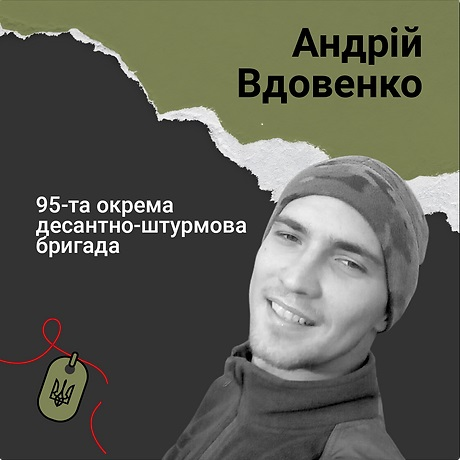 Андрій
Вдовенко
95-та окрема
десантно-штурмова
бригада